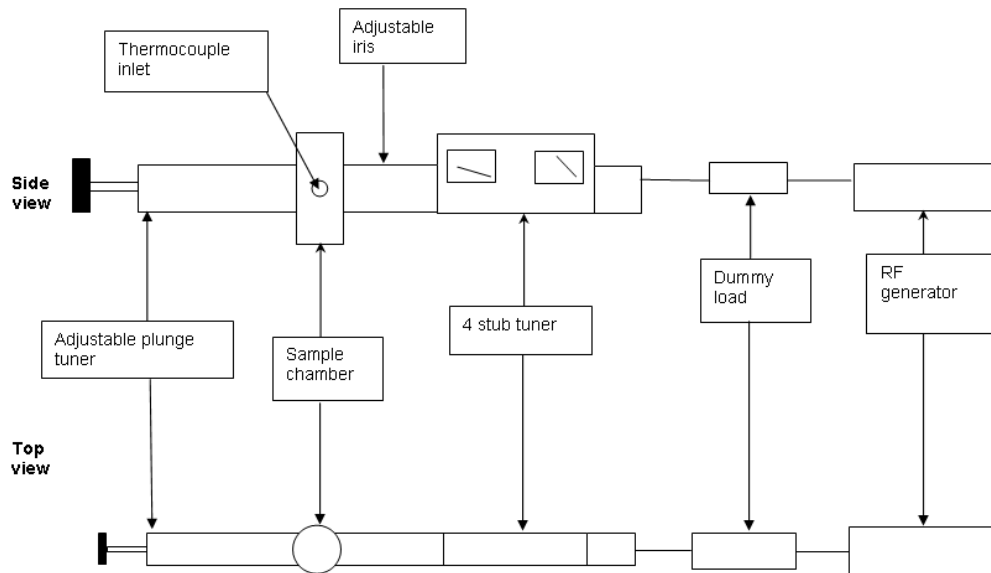 Adjustable
iris
Thermocouple
inlet
Side
view
Dummy
load
RF
generator
4 stub tuner
Adjustable plunge
tuner
Sample
chamber
Top
view